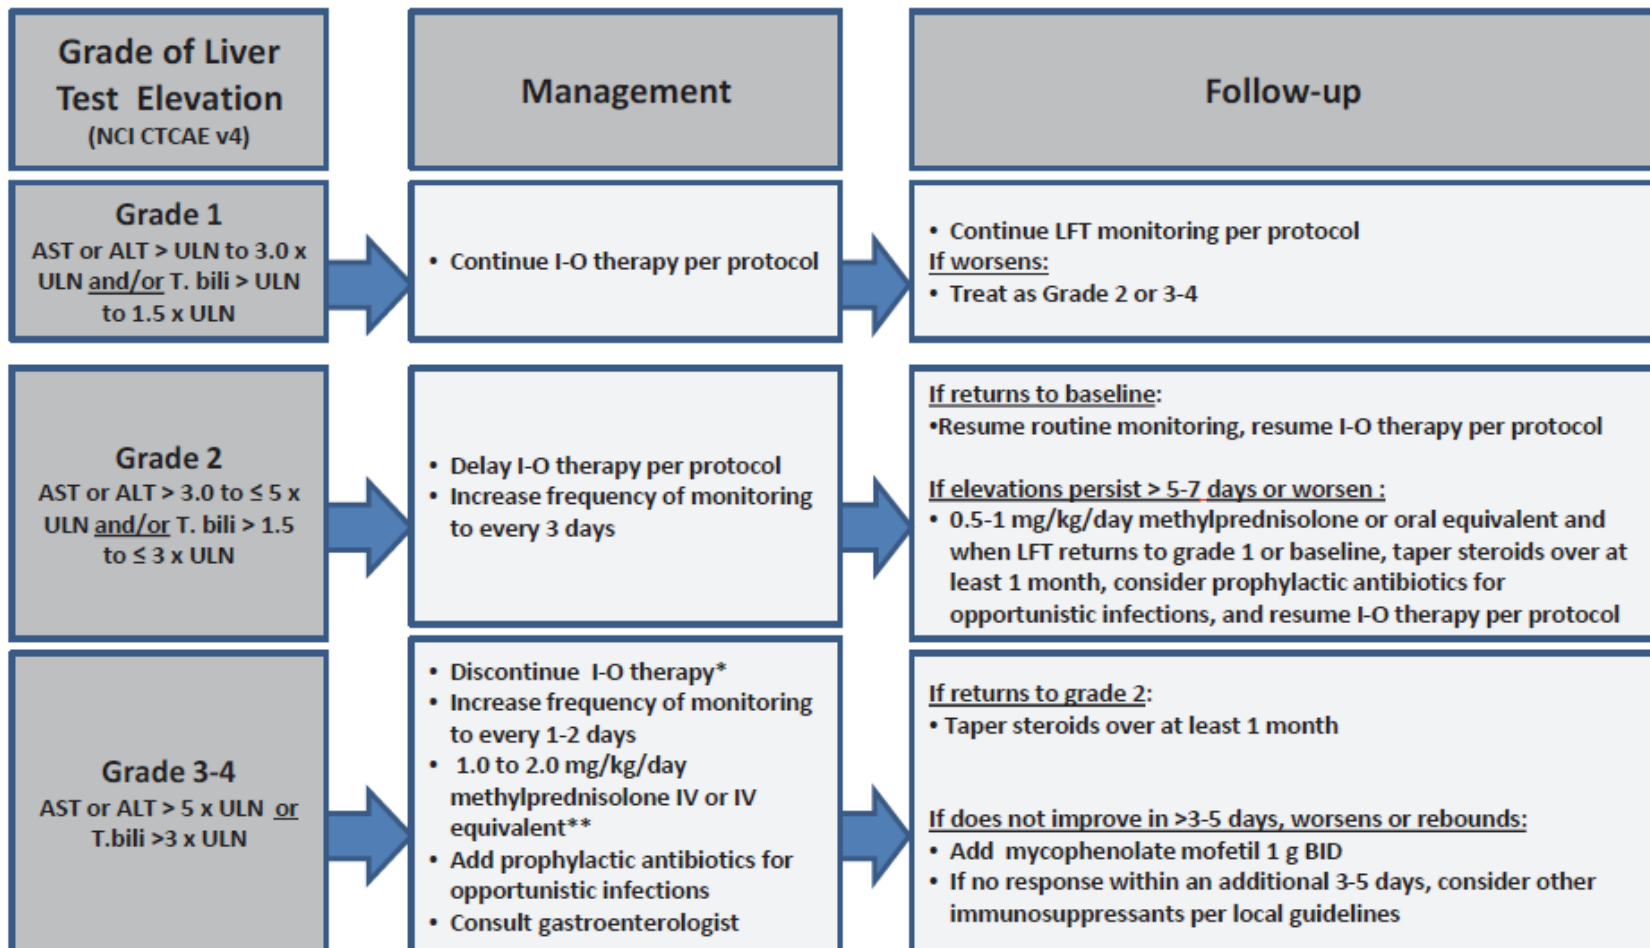 Grade of Liver
Test Elevation
(NCI CTCAE v4)
Management
Follow-up
Grade 1
AST or ALT > ULN to 3.0 x
ULN and/or T. bili > ULN
to 1.5 x ULN
• Continue I-O therapy per protocol
• Continue LFT monitoring per protocol
If worsens:
• Treat as Grade 2 or 3-4
Grade 2
AST or ALT > 3.0 to ≤ 5 x
ULN and/or T. bili > 1.5
to ≤ 3 x ULN
• Delay I-O therapy per protocol
• Increase frequency of monitoring
to every 3 days
If returns to baseline:
•Resume routine monitoring, resume I-O therapy per protocol
If elevations persist > 5-7 days or worsen :
• 0.5-1 mg/kg/day methylprednisolone or oral equivalent and
when LFT returns to grade 1 or baseline, taper steroids over at
least 1 month, consider prophylactic antibiotics for
opportunistic infections, and resume I-O therapy per protocol
Grade 3-4
AST or ALT > 5 x ULN or
T.bili >3 x ULN
• Discontinue I-O therapy*
• Increase frequency of monitoring
to every 1-2 days
• 1.0 to 2.0 mg/kg/day
methylprednisolone IV or IV
equivalent**
• Add prophylactic antibiotics for
opportunistic infections
• Consult gastroenterologist
If returns to grade 2:
• Taper steroids over at least 1 month
If does not improve in >3-5 days, worsens or rebounds:
• Add mycophenolate mofetil 1 g BID
• If no response within an additional 3-5 days, consider other
immunosuppressants per local guidelines